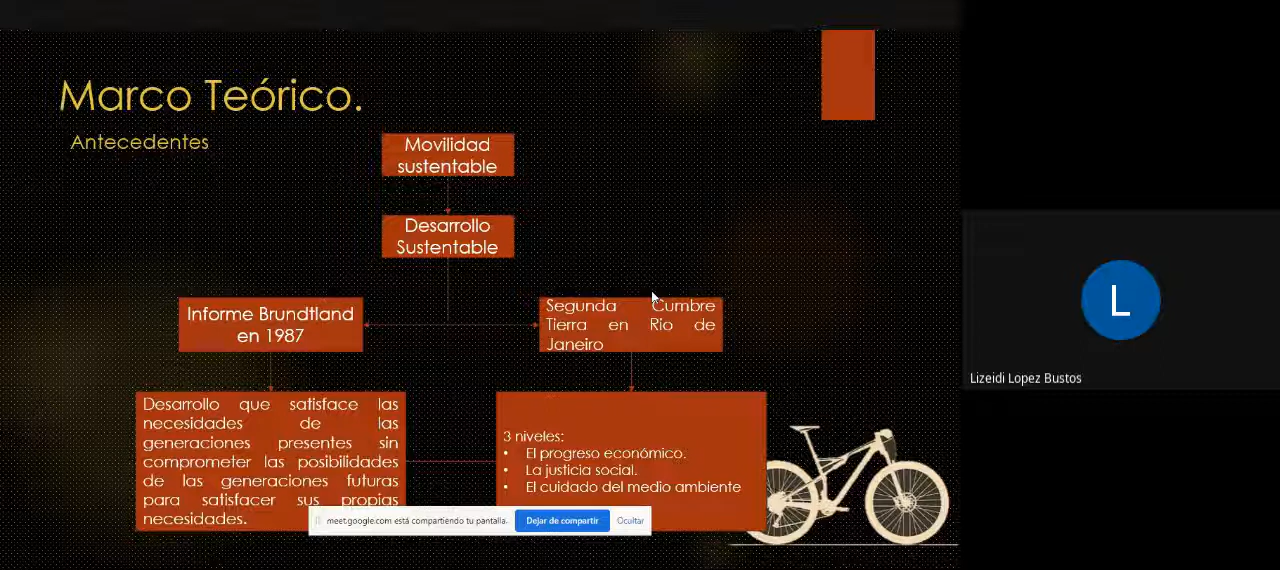 Marco Teórico.
Antecedentes
Movilidad
sustentable
Desarrollo
Sustentable
Informe Brundtland
en 1987
Segunda Cumbre
Tierra en Rio de
Janeiro
Desarrollo que satisface las
necesidades de las
generaciones presentes sin
comprometer las posibilidades
de las generaciones futuras
para satisfacer sus propias
necesidades.
3 niveles:
• El progreso económico.
• La justicia social.
• El cuidado del medio ambiente
meet.google.com está compartiendo tu pantalla.
Dejar de compartir
Ocultar
L
Lizeidi Lopez Bustos